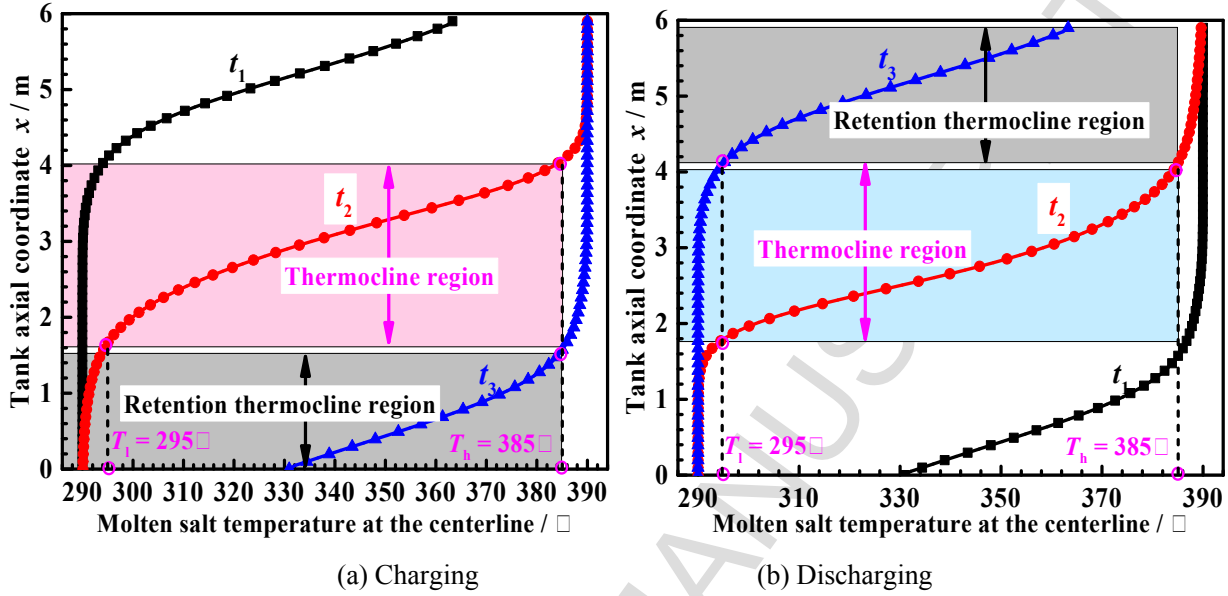 6
5
4
3
2
1
0
Tank axial coordinate x / m
t1
t2
Thermocline region
t3
Retention thermocline region
Tl = 295□
Th = 385□
290 300 310 320 330 340 350 360 370 380 390
Molten salt temperature at the centerline / □
(a) Charging
6
5
4
3
2
1
0
Tank axial coordinate x / m
t3
Retention thermocline region
t2
Thermocline region
t1
Tl = 295□
Th = 385□
290 310 330 350 370 390
Molten salt temperature at the centerline / □
(b) Discharging
MANUS